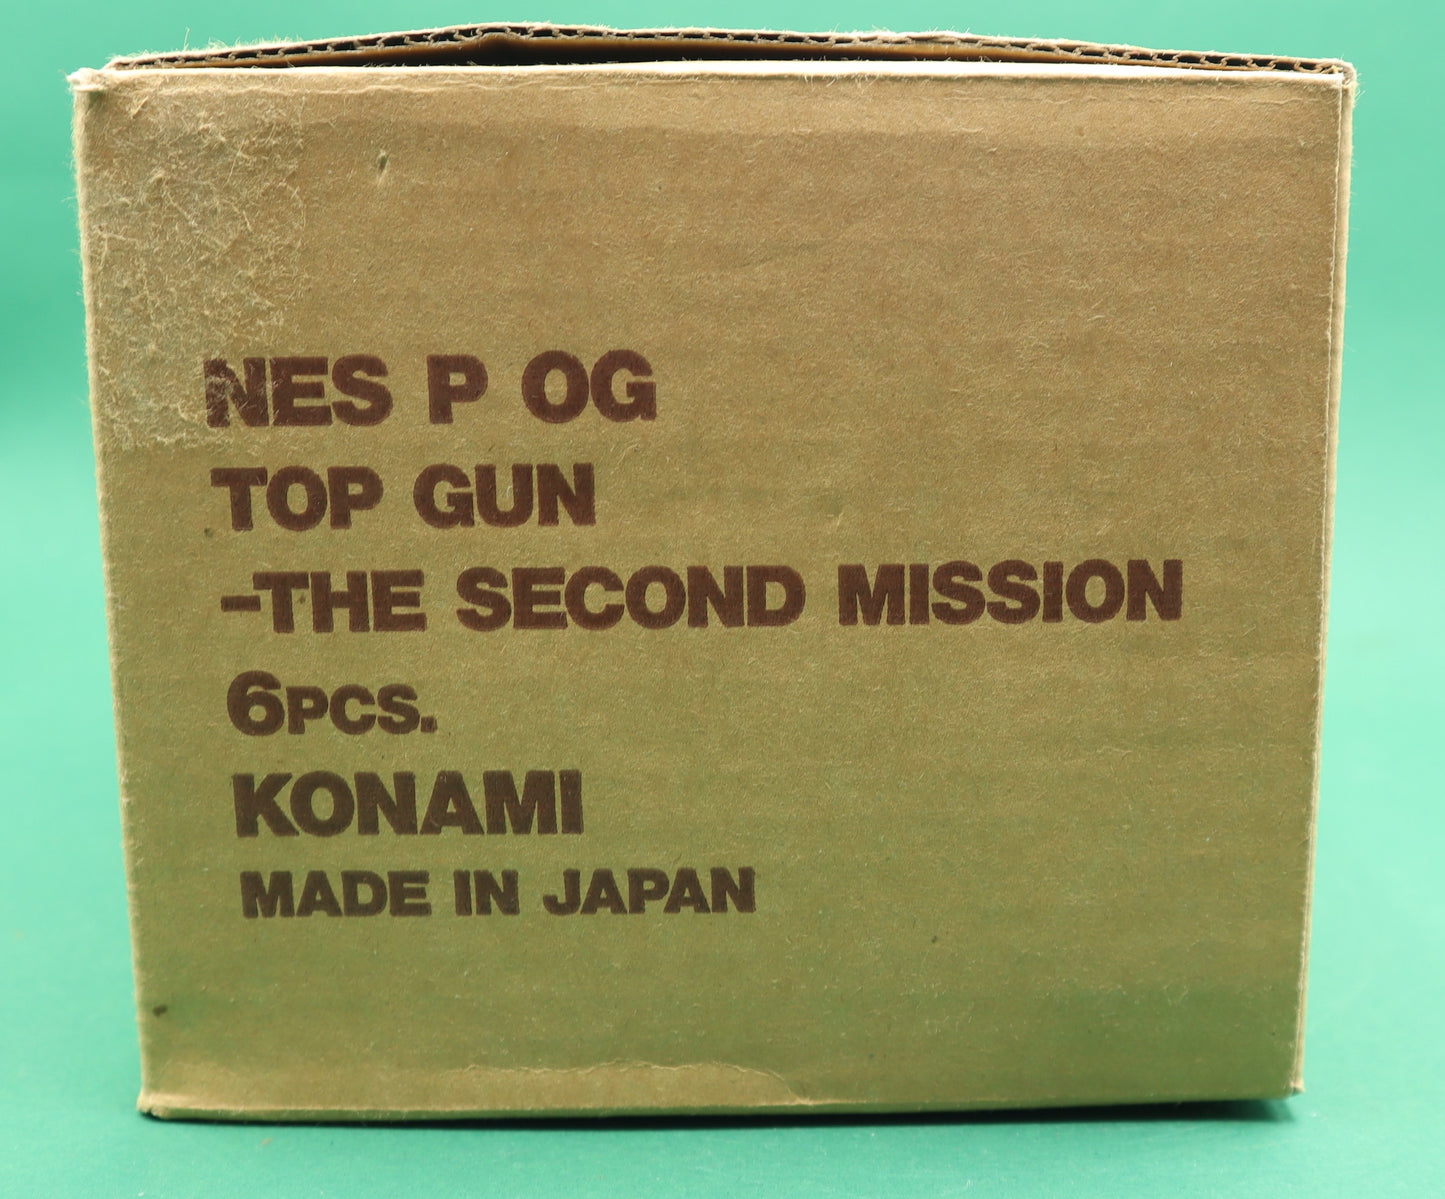 NES P OG
TOP GUN
-THE SECOND MISSION
6PCS.
KONAMI
MADE IN JAPAN